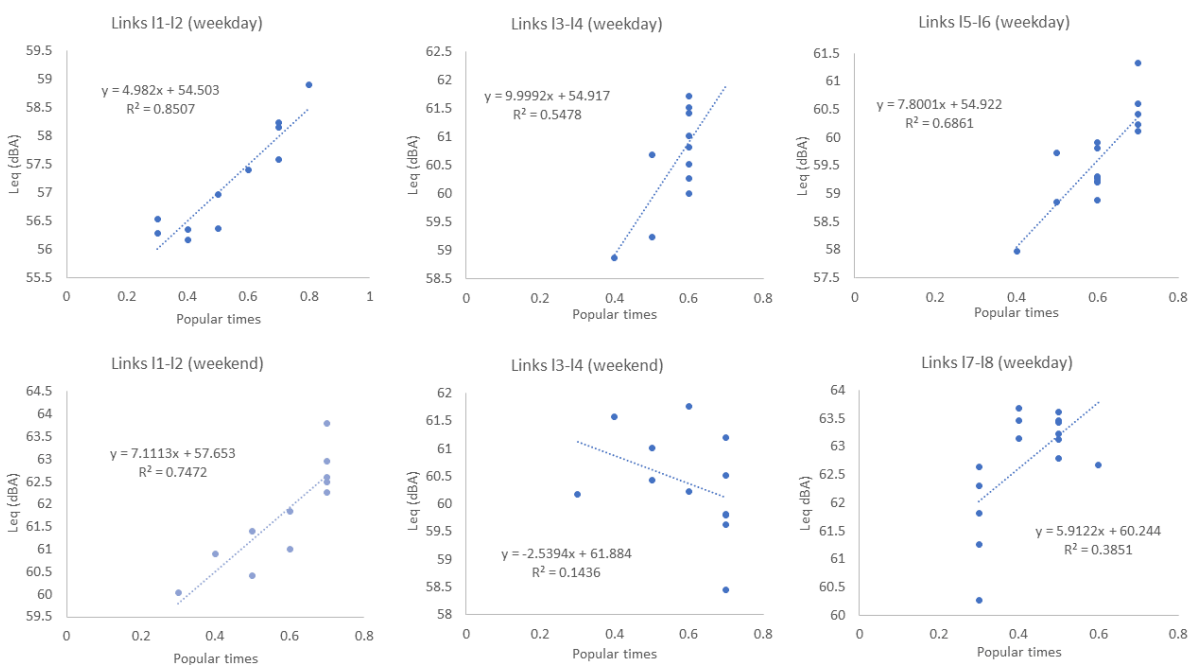 Links l1-l2 (weekday)
59.5
59
58.5
58
57.5
57
56.5
56
55.5
y = 4.982x + 54.503
R² = 0.8507
Leq (dBA)
0
0.2
0.4
0.6
0.8
1
Popular times
Links l3-l4 (weekday)
62.5
62
61.5
61
60.5
60
59.5
59
58.5
y = 9.9992x + 54.917
R² = 0.5478
Leq (dBA)
0
0.2
0.4
0.6
0.8
Popular times
Links l5-l6 (weekday)
61.5
61
60.5
60
59.5
59
58.5
58
57.5
y = 7.8001x + 54.922
R² = 0.6861
Leq (dBA)
0
0.2
0.4
0.6
0.8
Popular times
Links l1-l2 (weekend)
64.5
64
63.5
63
62.5
62
61.5
61
60.5
60
59.5
y = 7.1113x + 57.653
R² = 0.7472
Leq (dBA)
0
0.2
0.4
0.6
0.8
Popular times
Links l3-l4 (weekend)
62
61.5
61
60.5
60
59.5
59
58.5
58
y = -2.5394x + 61.884
R² = 0.1436
Leq (dBA)
0
0.2
0.4
0.6
0.8
Popular times
Links l7-l8 (weekday)
64
63.5
63
62.5
62
61.5
61
60.5
60
y = 5.9122x + 60.244
R² = 0.3851
Leq dBA)
0
0.2
0.4
0.6
0.8
Popular times